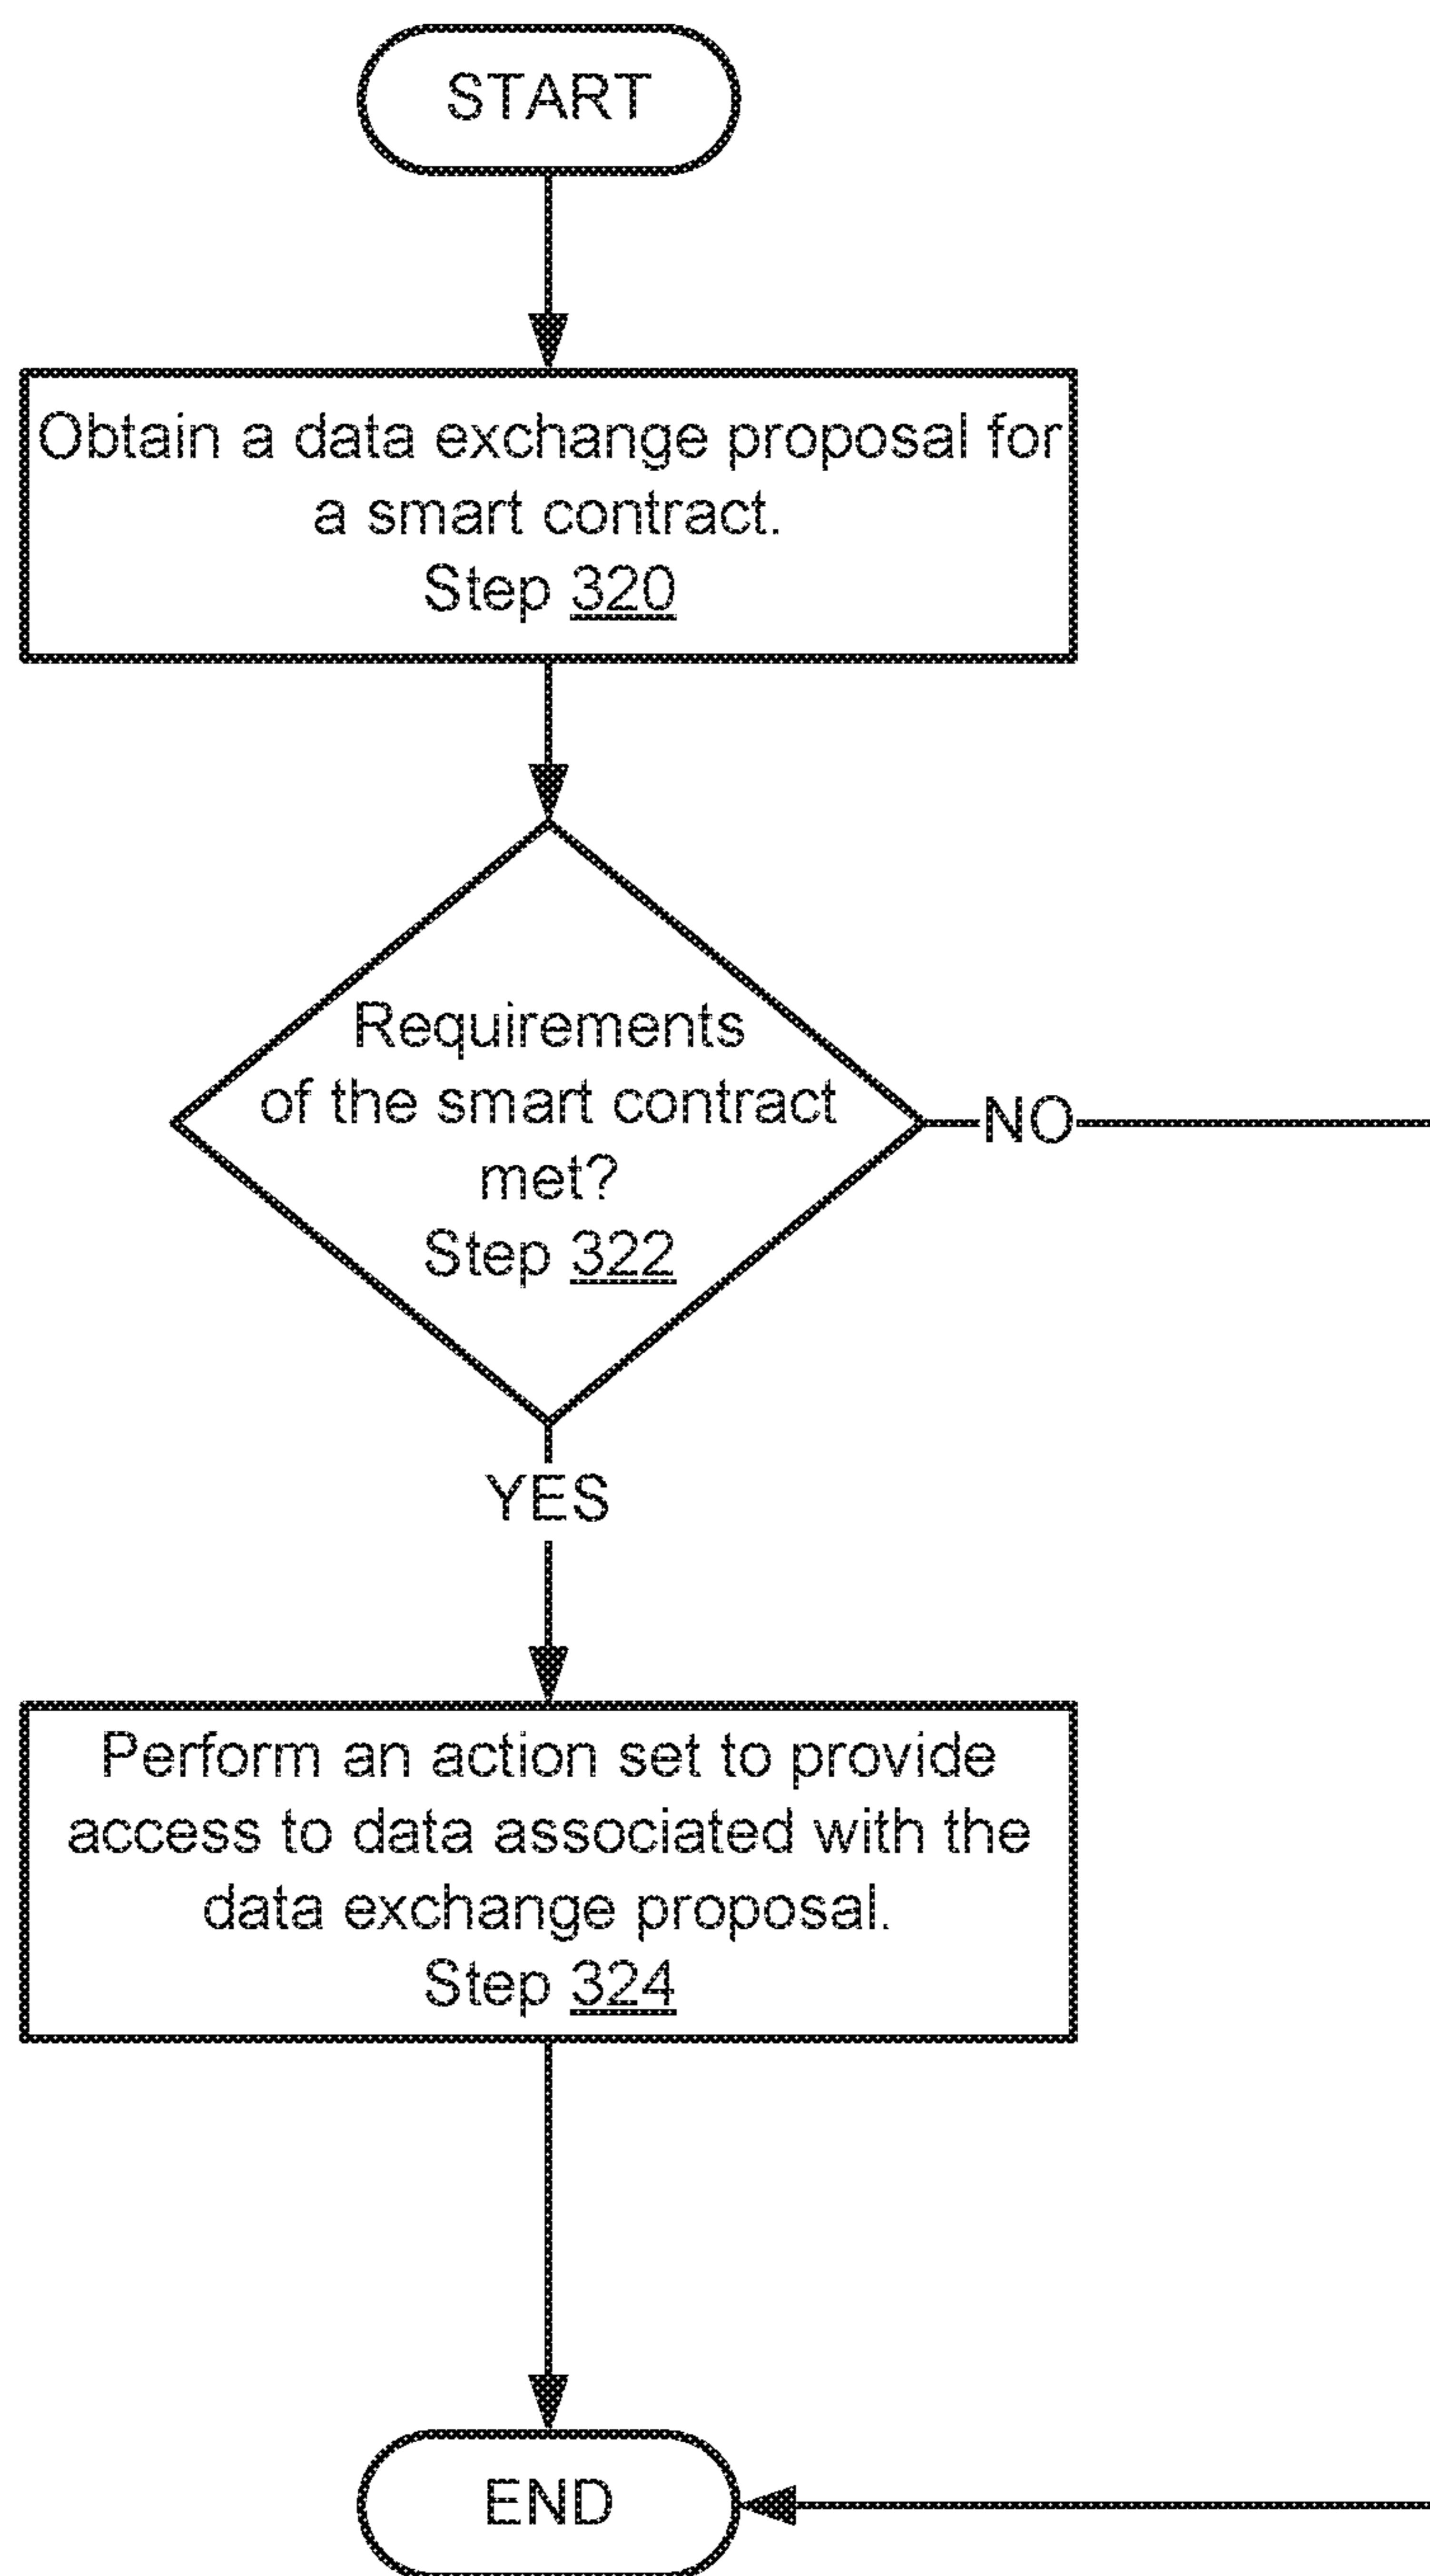 START
Obtain a data exchange proposal for
a smart contract.
Step 320
Requirements
of the smart contract
met?
Step 322
NO
YES
Perform an action set to provide
access to data associated with the
data exchange proposal.
Step 324
END